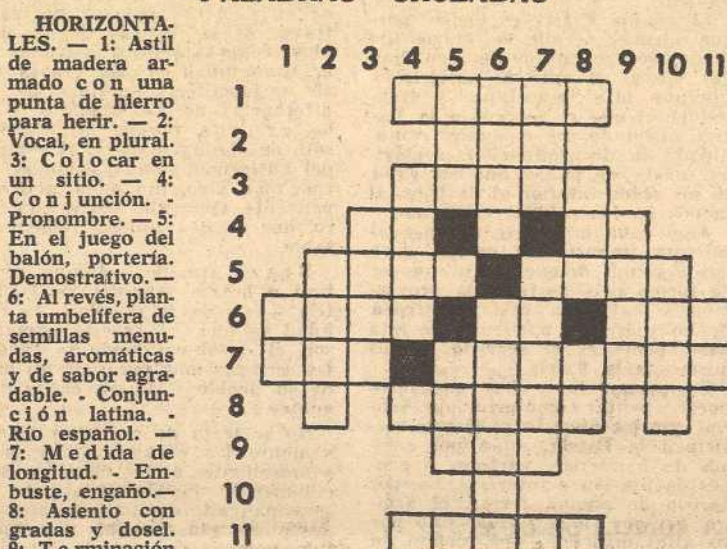 HORIZONTA-
LES. — 1: Astil
de madera ar-
mado con una
punta de hierro
para herir. — 2:
Vocal, en plural.
3: Colocar en
un sitio. — 4:
Conjunción. -
Pronombre. — 5:
En el juego del
balón, portería.
Demostrativo. —
6: Al revés, plan-
ta umbelífera de
semillas menu-
das, aromáticas
y de sabor agra-
dable. - Conjun-
ción latina. -
Río español. —
7: Medida de
longitud. - Em-
buste, engaño.—
8: Asiento con
gradas y dosel.
9: Terminación
1 2 3 4 5 6 7 8 9 10 11
1
2
3
4
5
6
7
8
9
10
11